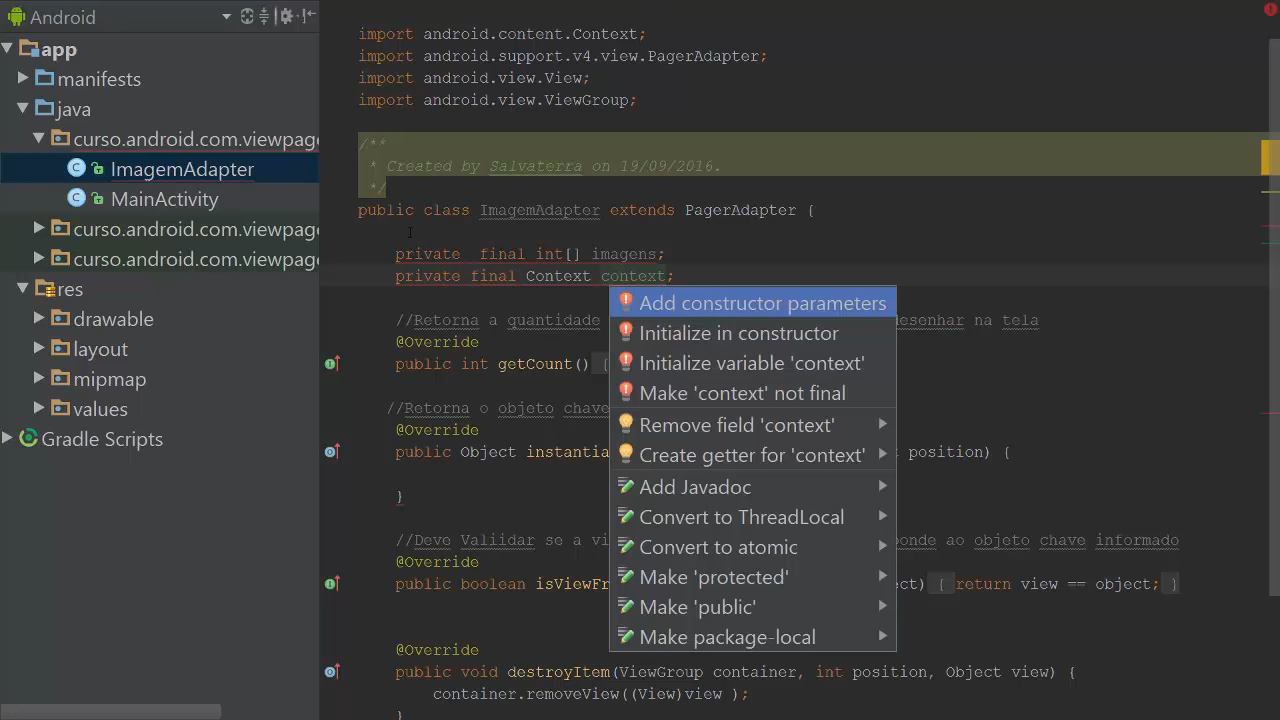 Android
app
manifests
java
curso.android.com.viewpage
ImagemAdapter
MainActivity
curso.android.com.viewpage
curso.android.com.viewpage
res
drawable
layout
mipmap
values
Gradle Scripts
import android.content.Context;
import android.support.v4.view.PagerAdapter;
import android.view.View;
import android.view.ViewGroup;
/**
* Created by Salvaterra on 19/09/2016.
*/
public class ImagemAdapter extends PagerAdapter {
private  final int[] imagens;
private final Context context;
//Retorna a quantidade desenhar na tela
@Override
public int getCount() {
//Retorna o objeto chave
@Override
public Object instantia position) {
}
//Deve Valiidar se a vi ponde ao objeto chave informado
@Override
public boolean isViewFr ect) { return view == object; }
@Override
public void destroyItem(ViewGroup container, int position, Object view) {
container.removeView((View)view );
}
Add constructor parameters
Initialize in constructor
Initialize variable 'context'
Make 'context' not final
Remove field 'context'
Create getter for 'context'
Add Javadoc
Convert to ThreadLocal
Convert to atomic
Make 'protected'
Make 'public'
Make package-local